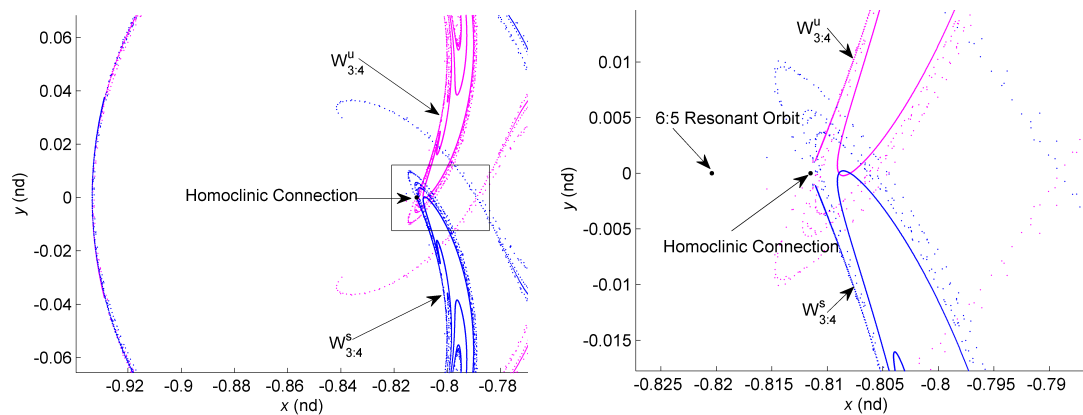 0.06
0.04
0.02
0
-0.02
-0.04
-0.06
y (nd)
-0.92 -0.9 -0.88 -0.86 -0.84 -0.82 -0.8 -0.78
x (nd)
W^u_3:4
Homoclinic Connection
W^s_3:4
0.01
0.005
0
-0.005
-0.01
-0.015
y (nd)
-0.825 -0.82 -0.815 -0.81 -0.805 -0.8 -0.795 -0.79
x (nd)
W^u_3:4
6:5 Resonant Orbit
Homoclinic Connection
W^s_3:4